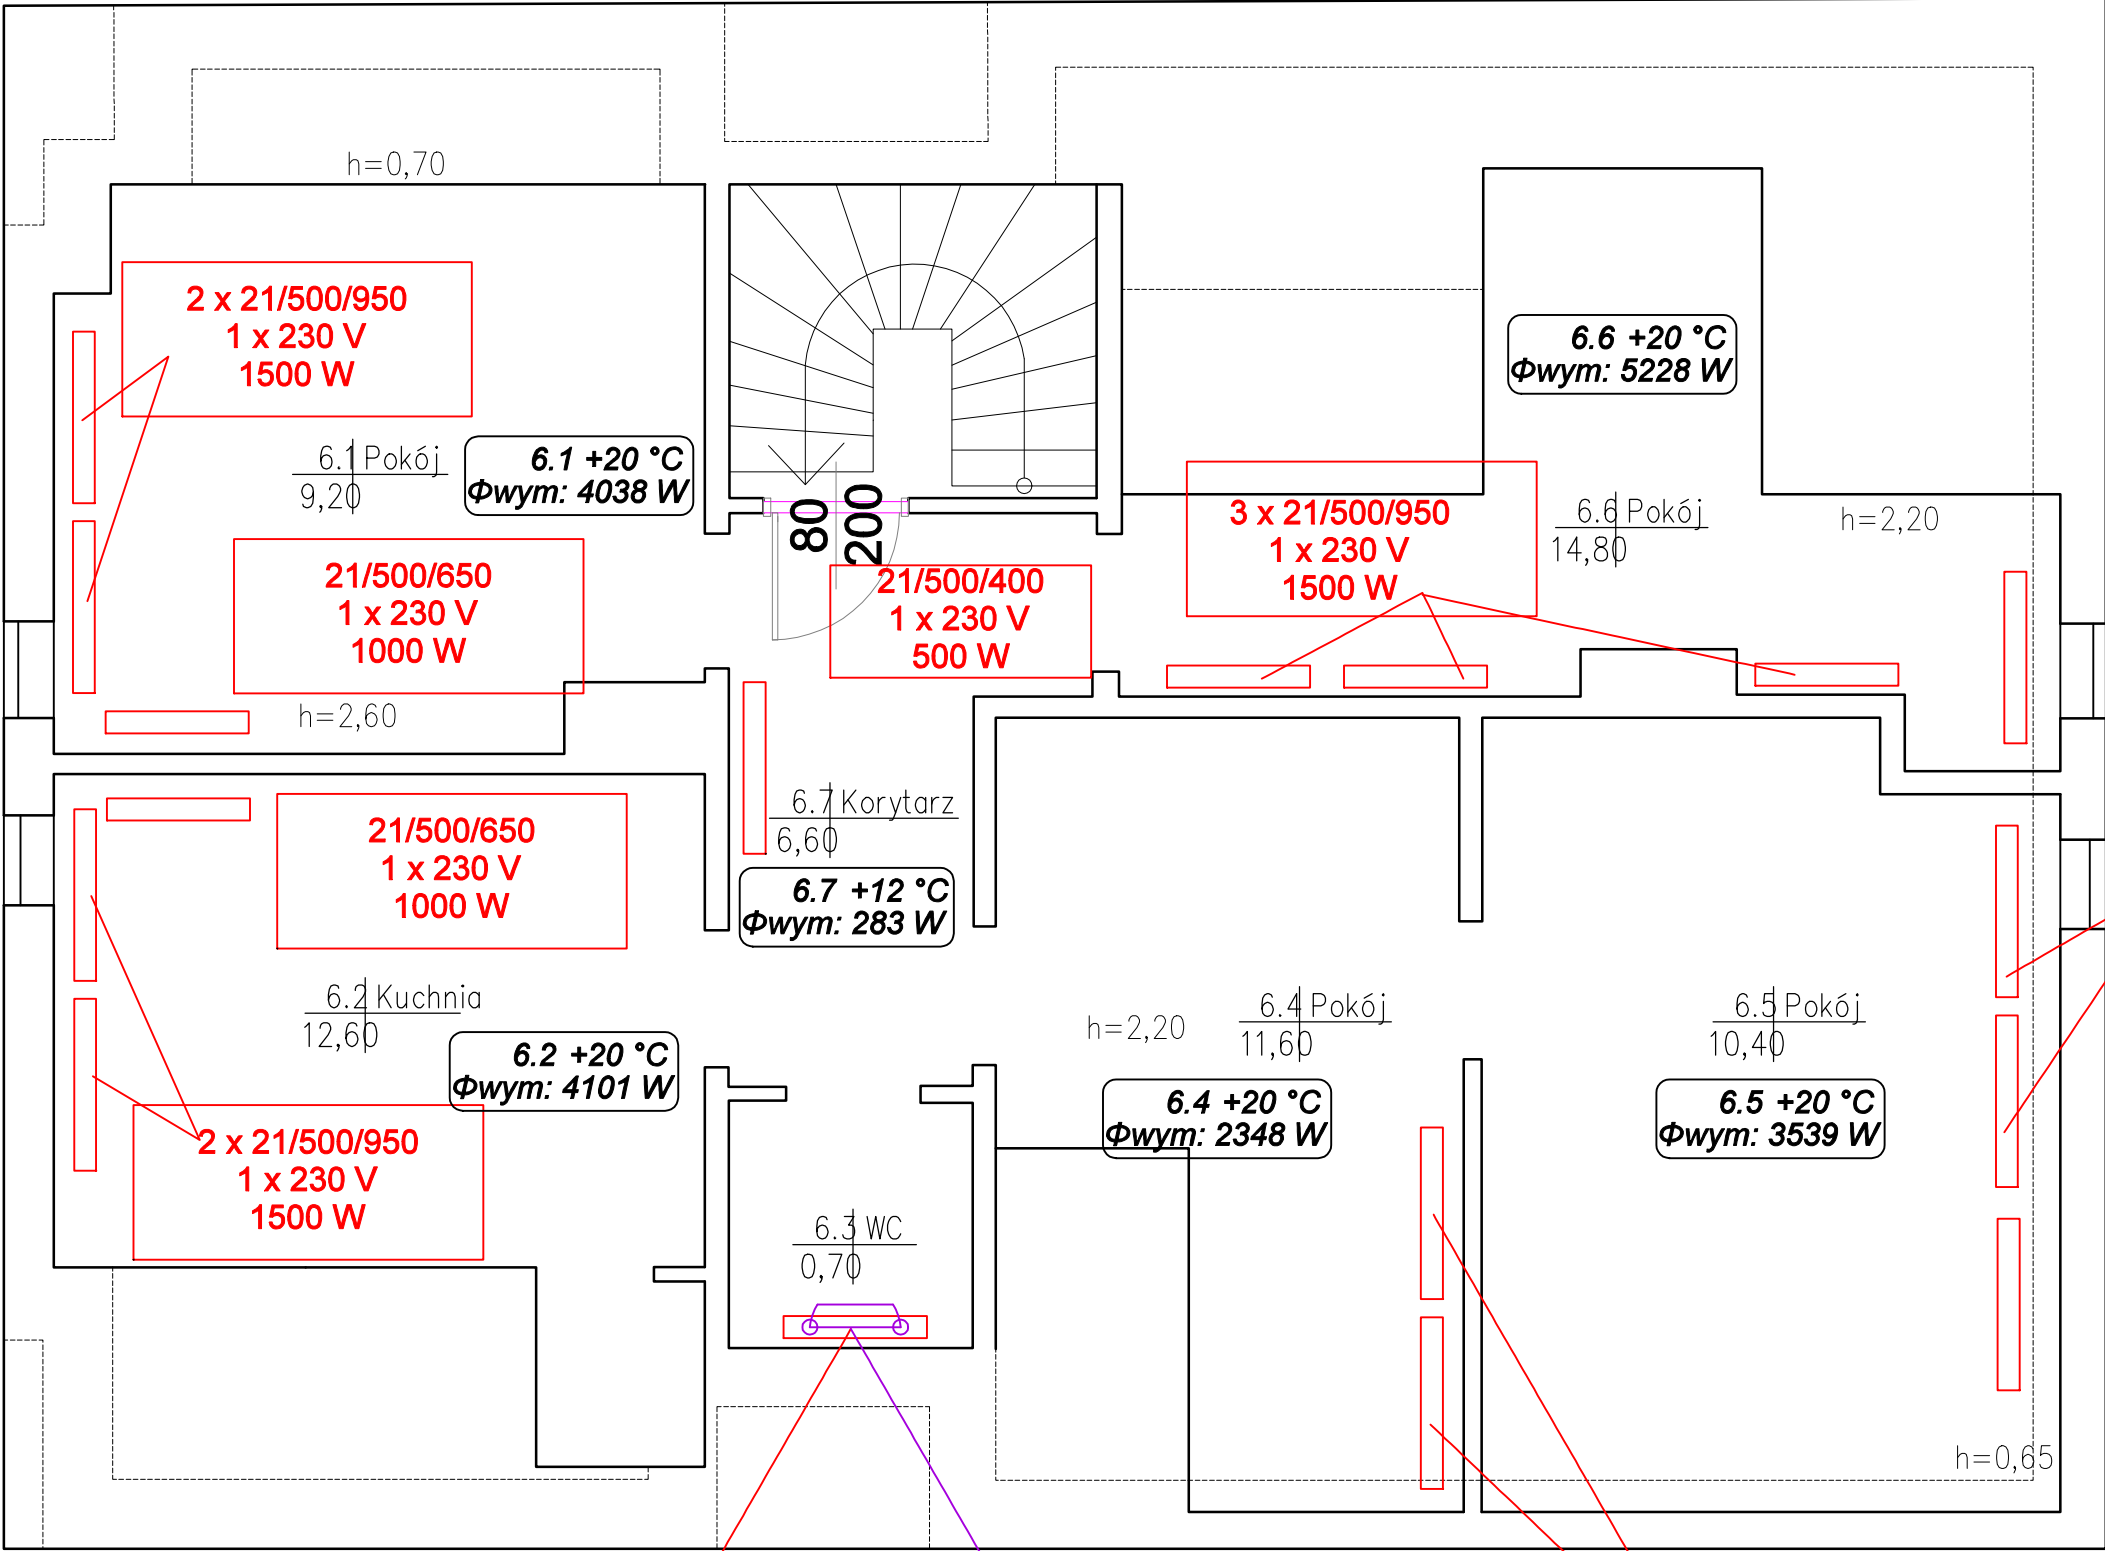 h=0,70
2 x 21/500/950
1 x 230 V
1500 W
6.1 Pokój
9,20
6.1 +20 °C
Φwym: 4038 W
21/500/650
1 x 230 V
1000 W
h=2,60
80
200
21/500/400
1 x 230 V
500 W
6.6 +20 °C
Φwym: 5228 W
3 x 21/500/950
1 x 230 V
1500 W
6.6 Pokój
14,80
h=2,20
21/500/650
1 x 230 V
1000 W
6.7 Korytarz
6,60
6.7 +12 °C
Φwym: 283 W
6.2 Kuchnia
12,60
6.2 +20 °C
Φwym: 4101 W
2 x 21/500/950
1 x 230 V
1500 W
h=2,20
6.4 Pokój
11,60
6.4 +20 °C
Φwym: 2348 W
6.5 Pokój
10,40
6.5 +20 °C
Φwym: 3539 W
6.3 WC
0,70
h=0,65